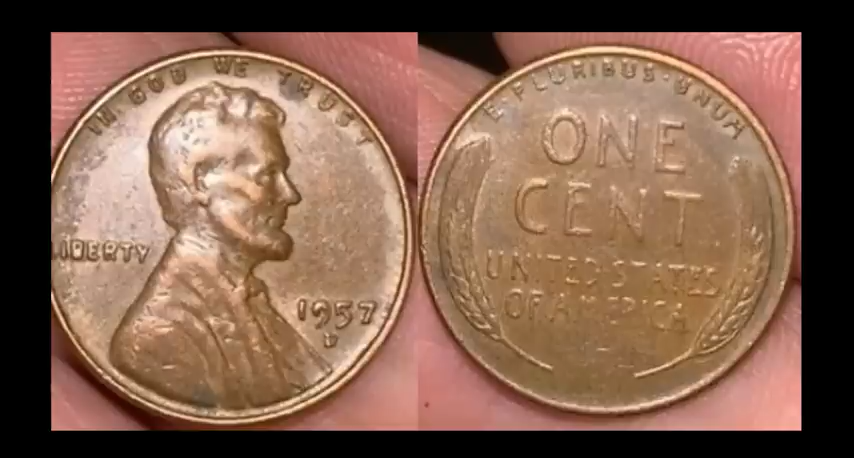 IN GOD WE TRUST
LIBERTY
1957
D
E·PLURIBUS·UNUM
ONE
CENT
UNITED STATES
OF AMERICA